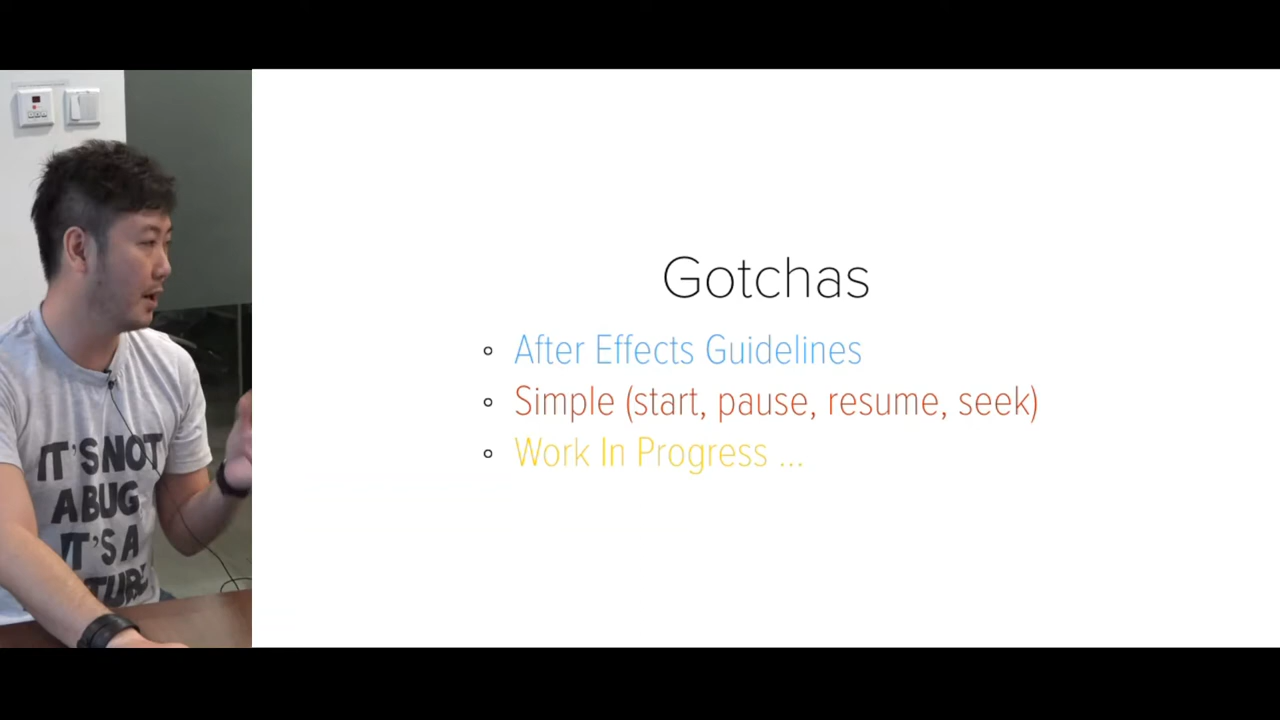 IT'S NOT
A BUG
IT'S A
Gotchas
After Effects Guidelines
Simple (start, pause, resume, seek)
Work In Progress ...